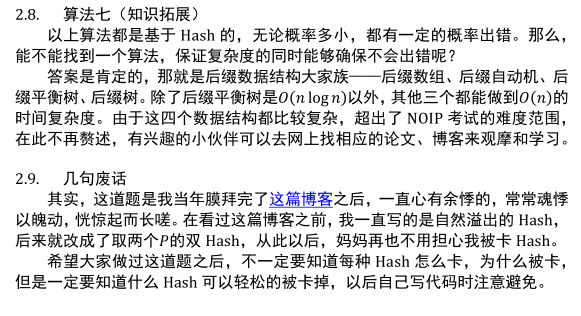 2.8. 算法七（知识拓展）
以上算法都是基于 Hash 的，无论概率多小，都有一定的概率出错。那么，
能不能找到一个算法，保证复杂度的同时能够确保不会出错呢？
答案是肯定的，那就是后缀数据结构大家族——后缀数组、后缀自动机、后
缀平衡树、后缀树。除了后缀平衡树是O(n log n)以外，其他三个都能做到O(n)的
时间复杂度。由于这四个数据结构都比较复杂，超出了 NOIP 考试的难度范围，
在此不再赘述，有兴趣的小伙伴可以去网上找相应的论文、博客来观摩和学习。
2.9. 几句废话
其实，这道题是我当年膜拜完了这篇博客之后，一直心有余悸的，常常魂悸
以魄动，恍惊起而长嗟。在看过这篇博客之前，我一直写的是自然溢出的 Hash，
后来就改成了取两个P的双 Hash，从此以后，妈妈再也不用担心我被卡 Hash。
希望大家做过这道题之后，不一定要知道每种 Hash 怎么卡，为什么被卡，
但是一定要知道什么 Hash 可以轻松的被卡掉，以后自己写代码时注意避免。